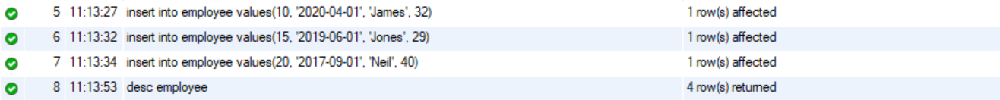 5 11:13:27 insert into employee values(10, '2020-04-01', 'James', 32) 1 row(s) affected
6 11:13:32 insert into employee values(15, '2019-06-01', 'Jones', 29) 1 row(s) affected
7 11:13:34 insert into employee values(20, '2017-09-01', 'Neil', 40) 1 row(s) affected
8 11:13:53 desc employee 4 row(s) returned